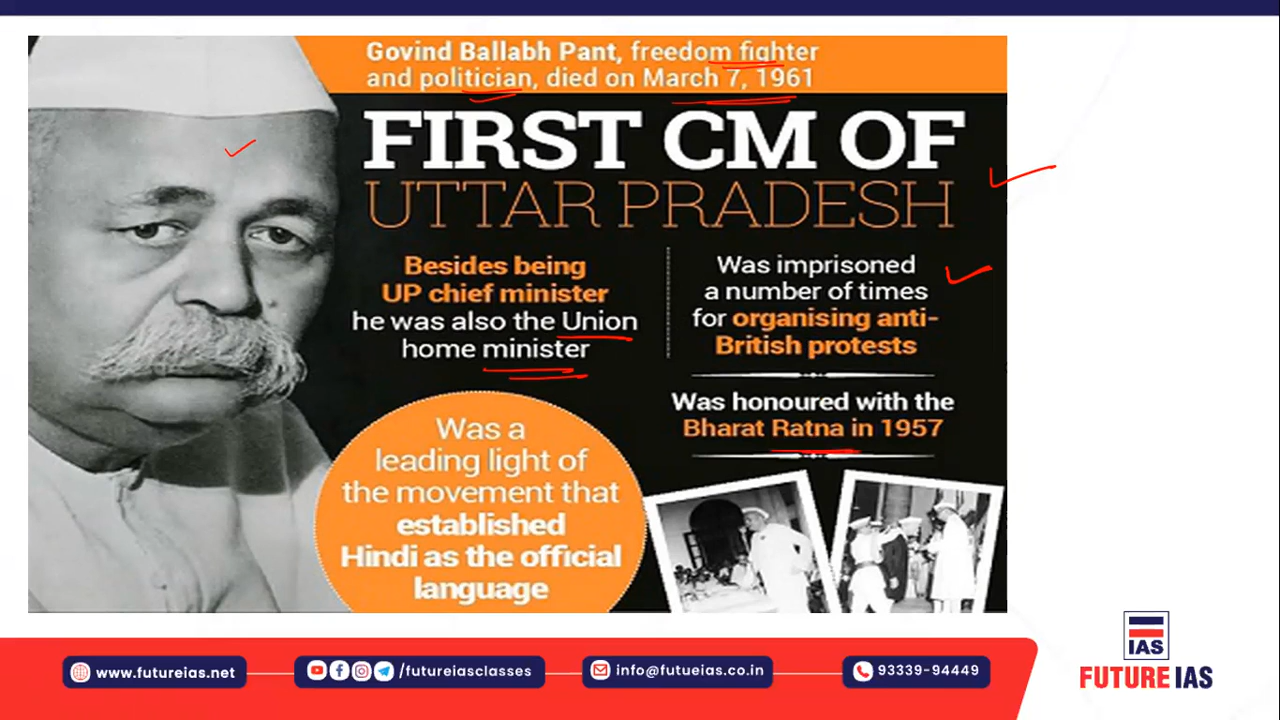 Govind Ballabh Pant, freedom fighter
and politician, died on March 7, 1961
FIRST CM OF
UTTAR PRADESH
Besides being
UP chief minister
he was also the Union
home minister
Was imprisoned
a number of times
for organising anti-
British protests
Was honoured with the
Bharat Ratna in 1957
Was a
leading light of
the movement that
established
Hindi as the official
language
www.futureias.net
/futureiasclasses
info@futueias.co.in
93339-94449
IAS
FUTURE IAS